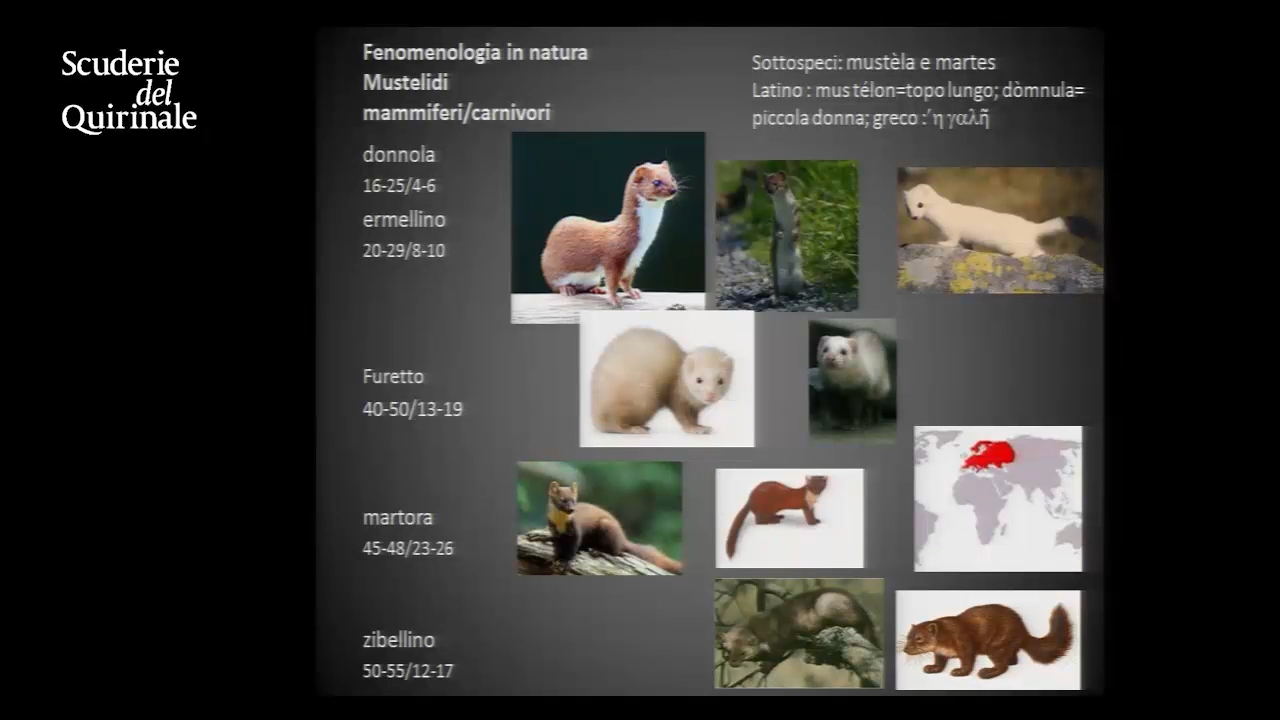 Scuderie
del
Quirinale
Fenomenologia in natura
Mustelidi
mammiferi/carnivori
Sottospeci: mustèla e martes
Latino : mus télon=topo lungo; dòmnula=
piccola donna; greco :΄η γαλῆ
donnola
16-25/4-6
ermellino
20-29/8-10
Furetto
40-50/13-19
martora
45-48/23-26
zibellino
50-55/12-17